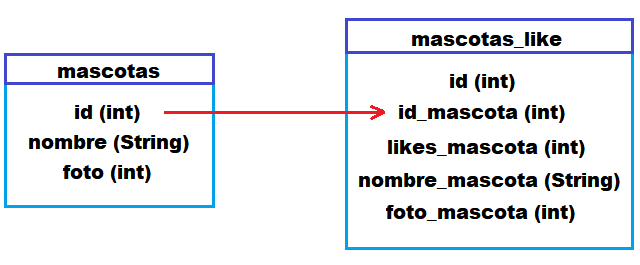 mascotas
id (int)
nombre (String)
foto (int)
mascotas_like
id (int)
id_mascota (int)
likes_mascota (int)
nombre_mascota (String)
foto_mascota (int)